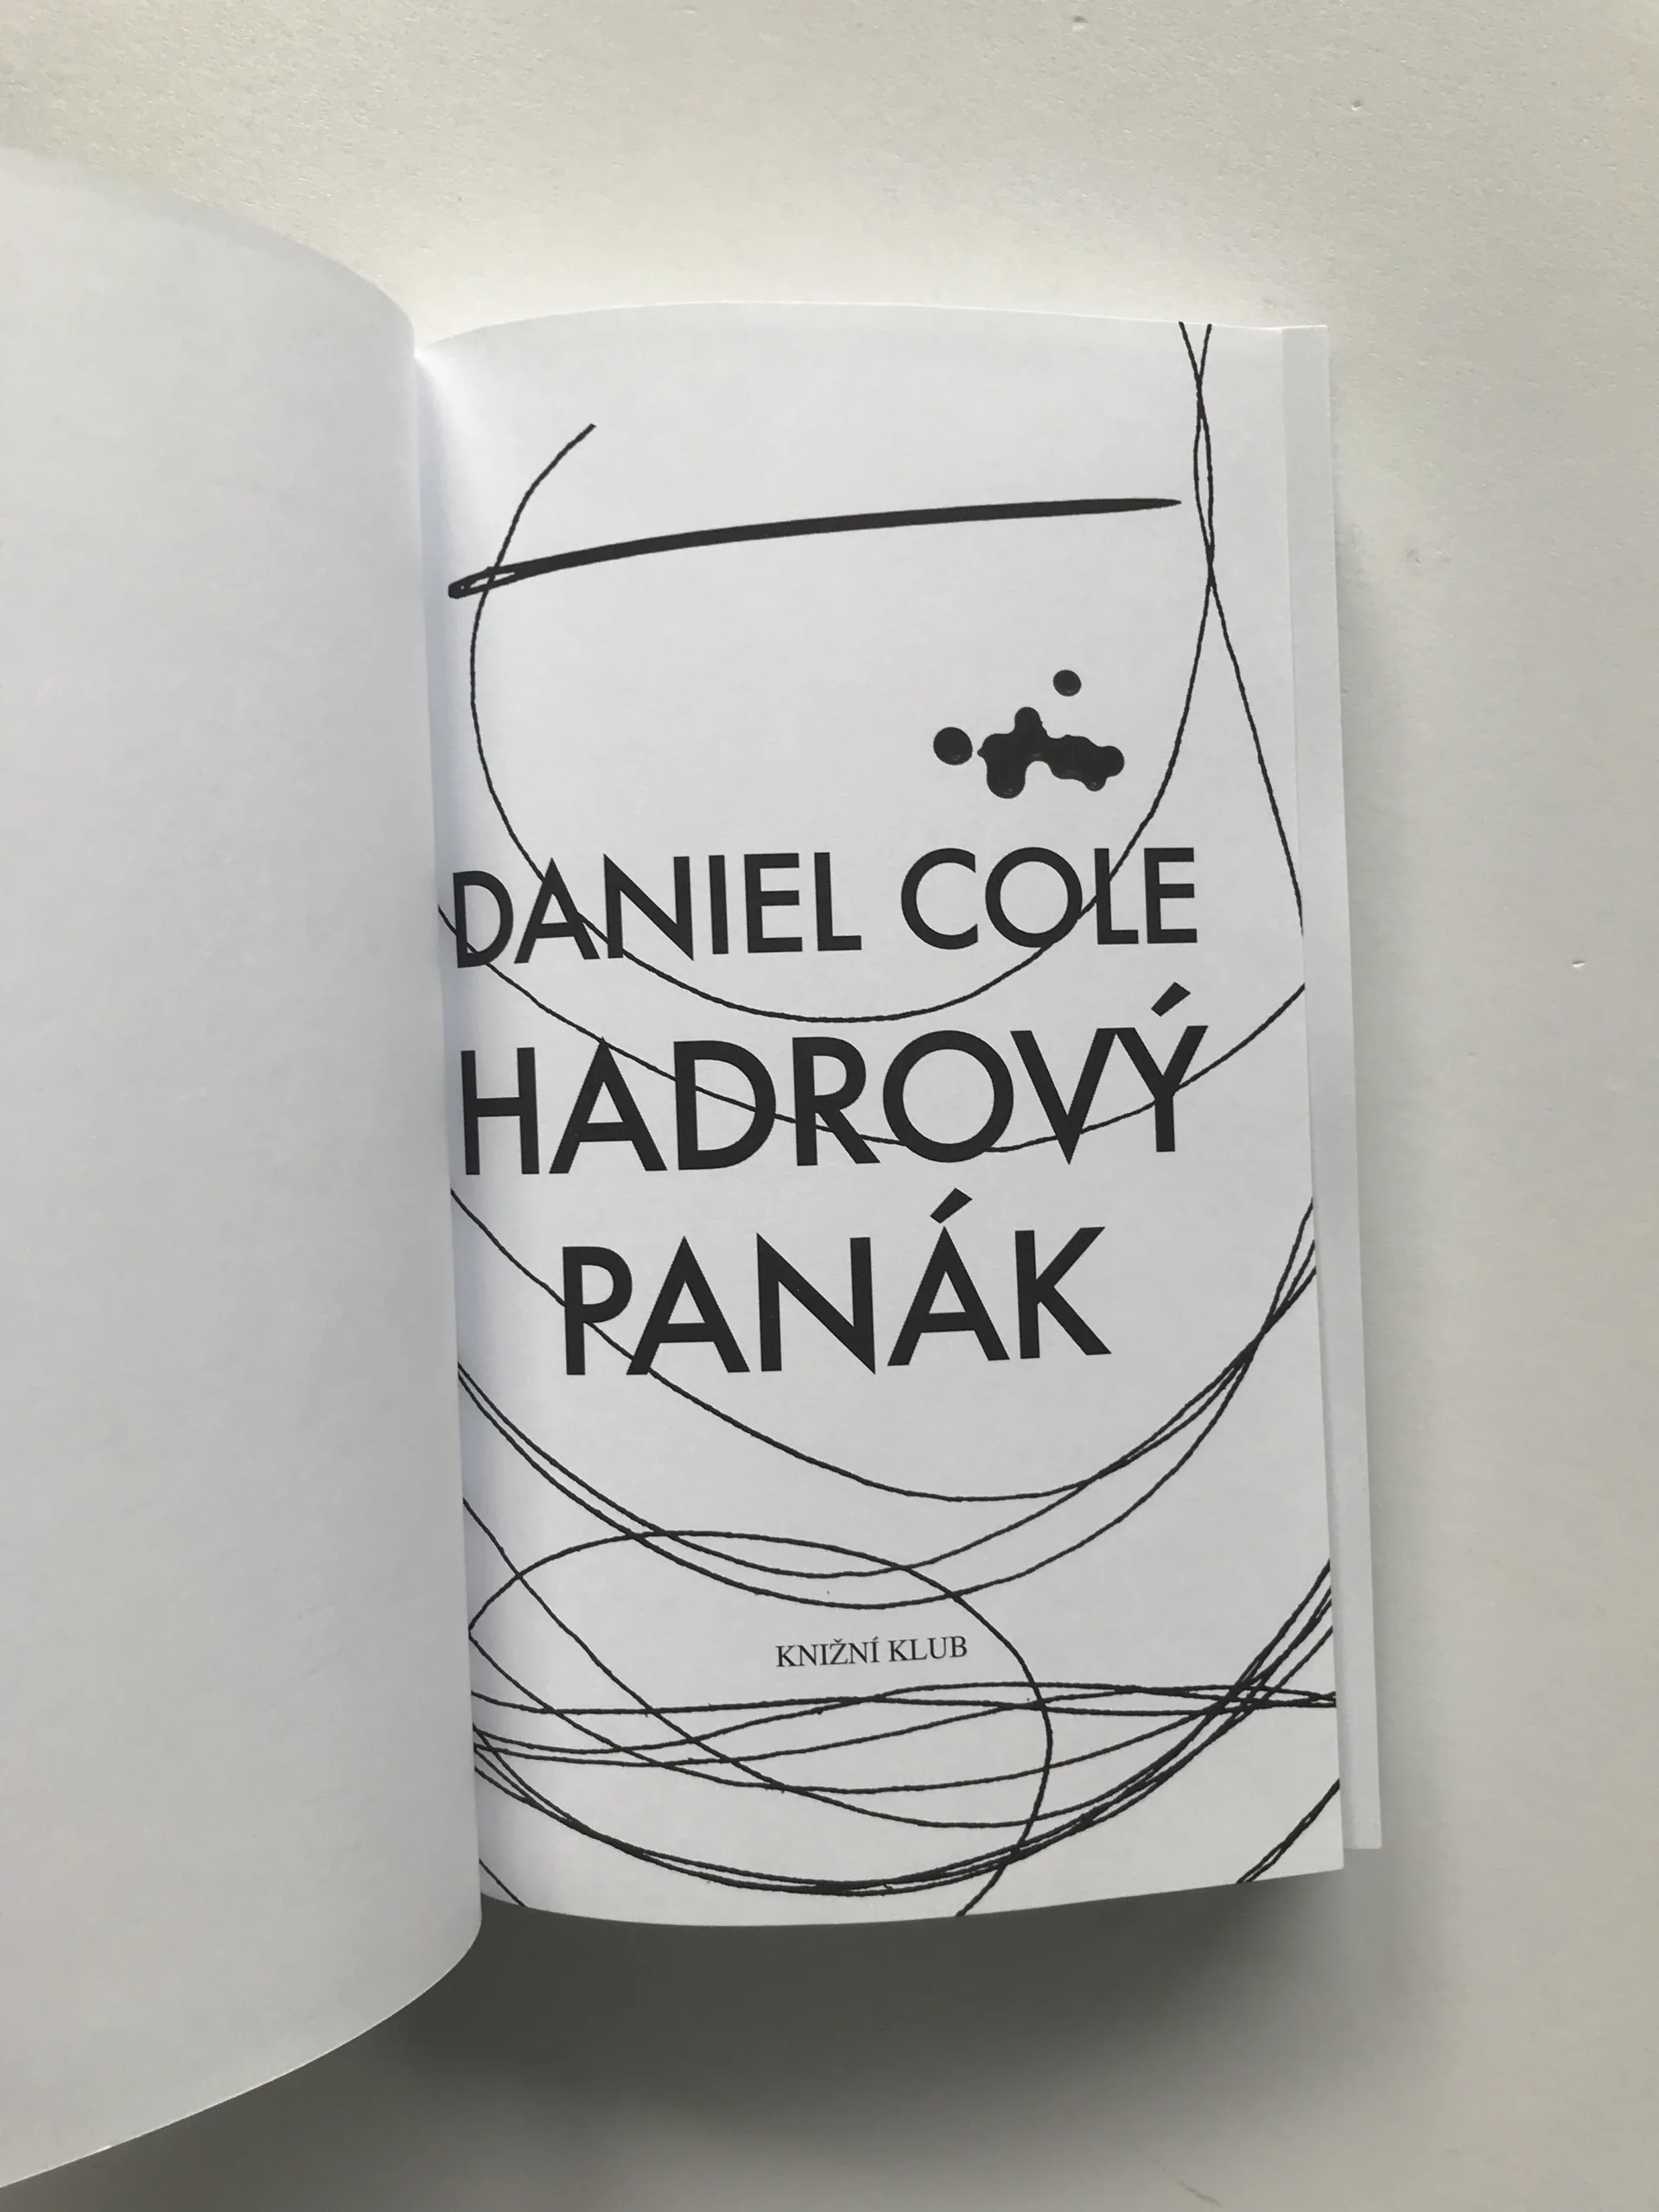 DANIEL COLE
HADROVÝ
PANÁK
KNIŽNÍ KLUB